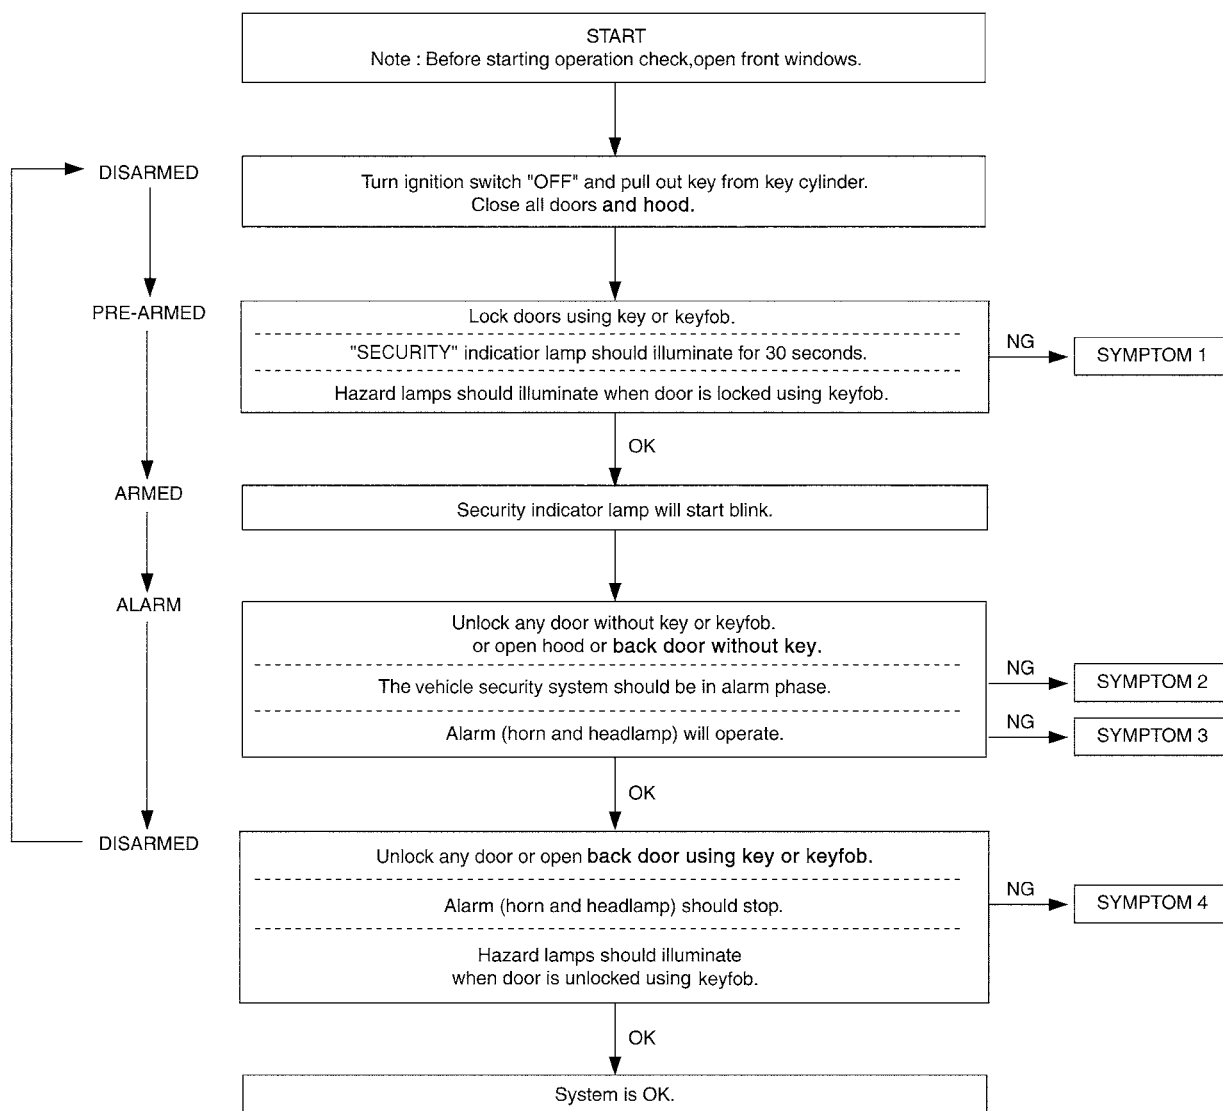 START
Note : Before starting operation check,open front windows.
DISARMED
Turn ignition switch "OFF" and pull out key from key cylinder.
Close all doors and hood.
PRE-ARMED
Lock doors using key or keyfob.
"SECURITY" indicatior lamp should illuminate for 30 seconds.
Hazard lamps should illuminate when door is locked using keyfob.
NG
SYMPTOM 1
OK
ARMED
Security indicator lamp will start blink.
ALARM
Unlock any door without key or keyfob.
or open hood or back door without key.
The vehicle security system should be in alarm phase.
NG
SYMPTOM 2
Alarm (horn and headlamp) will operate.
NG
SYMPTOM 3
OK
DISARMED
Unlock any door or open back door using key or keyfob.
Alarm (horn and headlamp) should stop.
NG
SYMPTOM 4
Hazard lamps should illuminate
when door is unlocked using keyfob.
OK
System is OK.